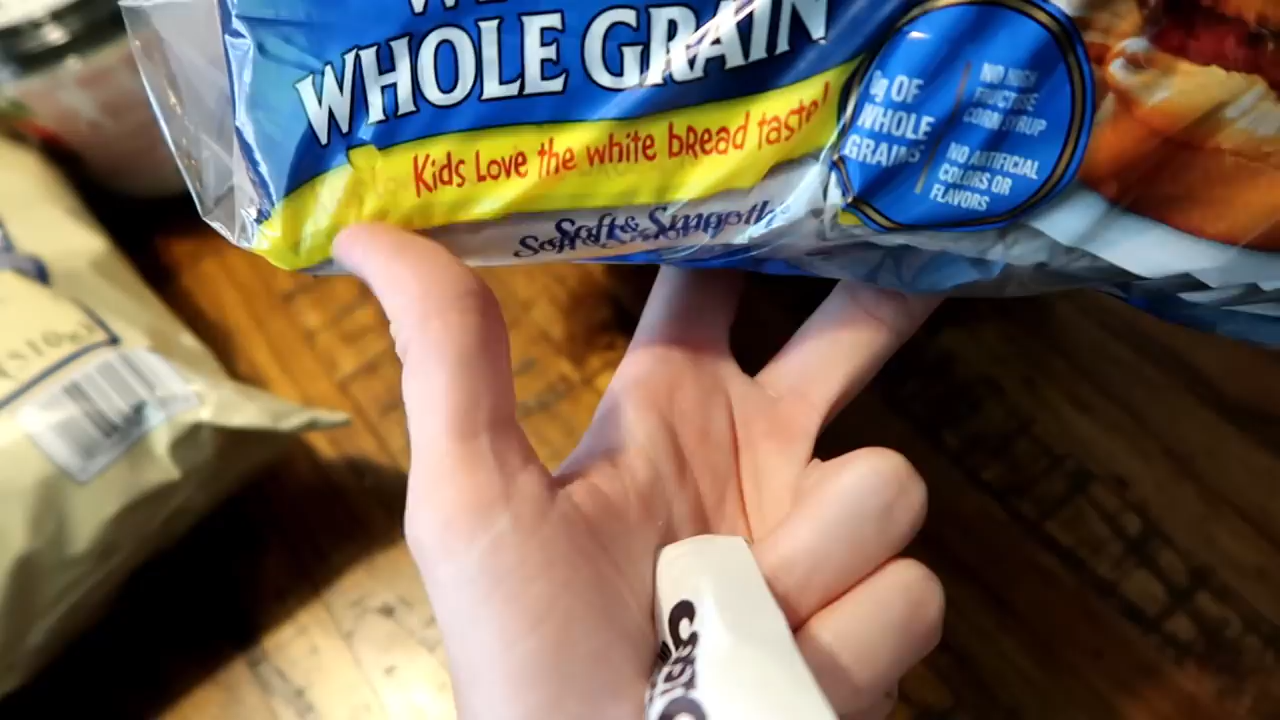 WHOLE GRAIN
Kids Love the white bread taste!
Soft & Smooth
OF
WHOLE
GRAINS
NO HIGH
FRUCTOSE
CORN SYRUP
NO ARTIFICIAL
COLORS OR
FLAVORS